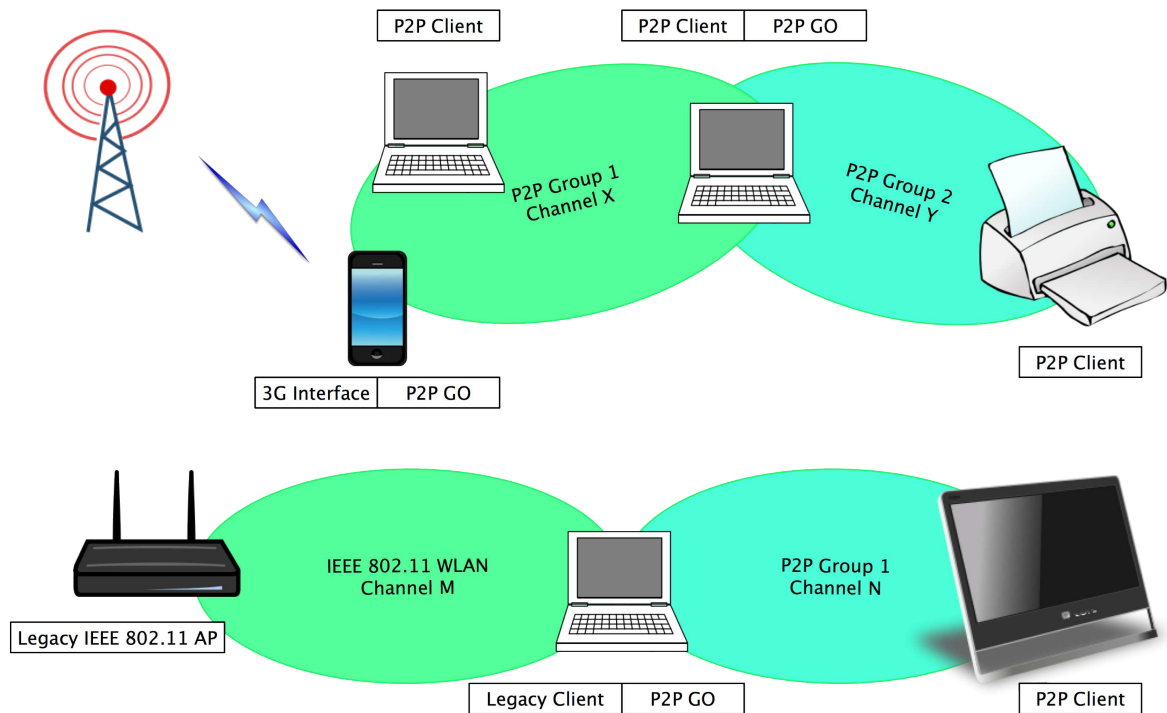 P2P Client
P2P Client P2P GO
P2P Group 1
Channel X
P2P Group 2
Channel Y
P2P Client
3G Interface P2P GO
IEEE 802.11 WLAN
Channel M
P2P Group 1
Channel N
Legacy IEEE 802.11 AP
Legacy Client P2P GO
P2P Client